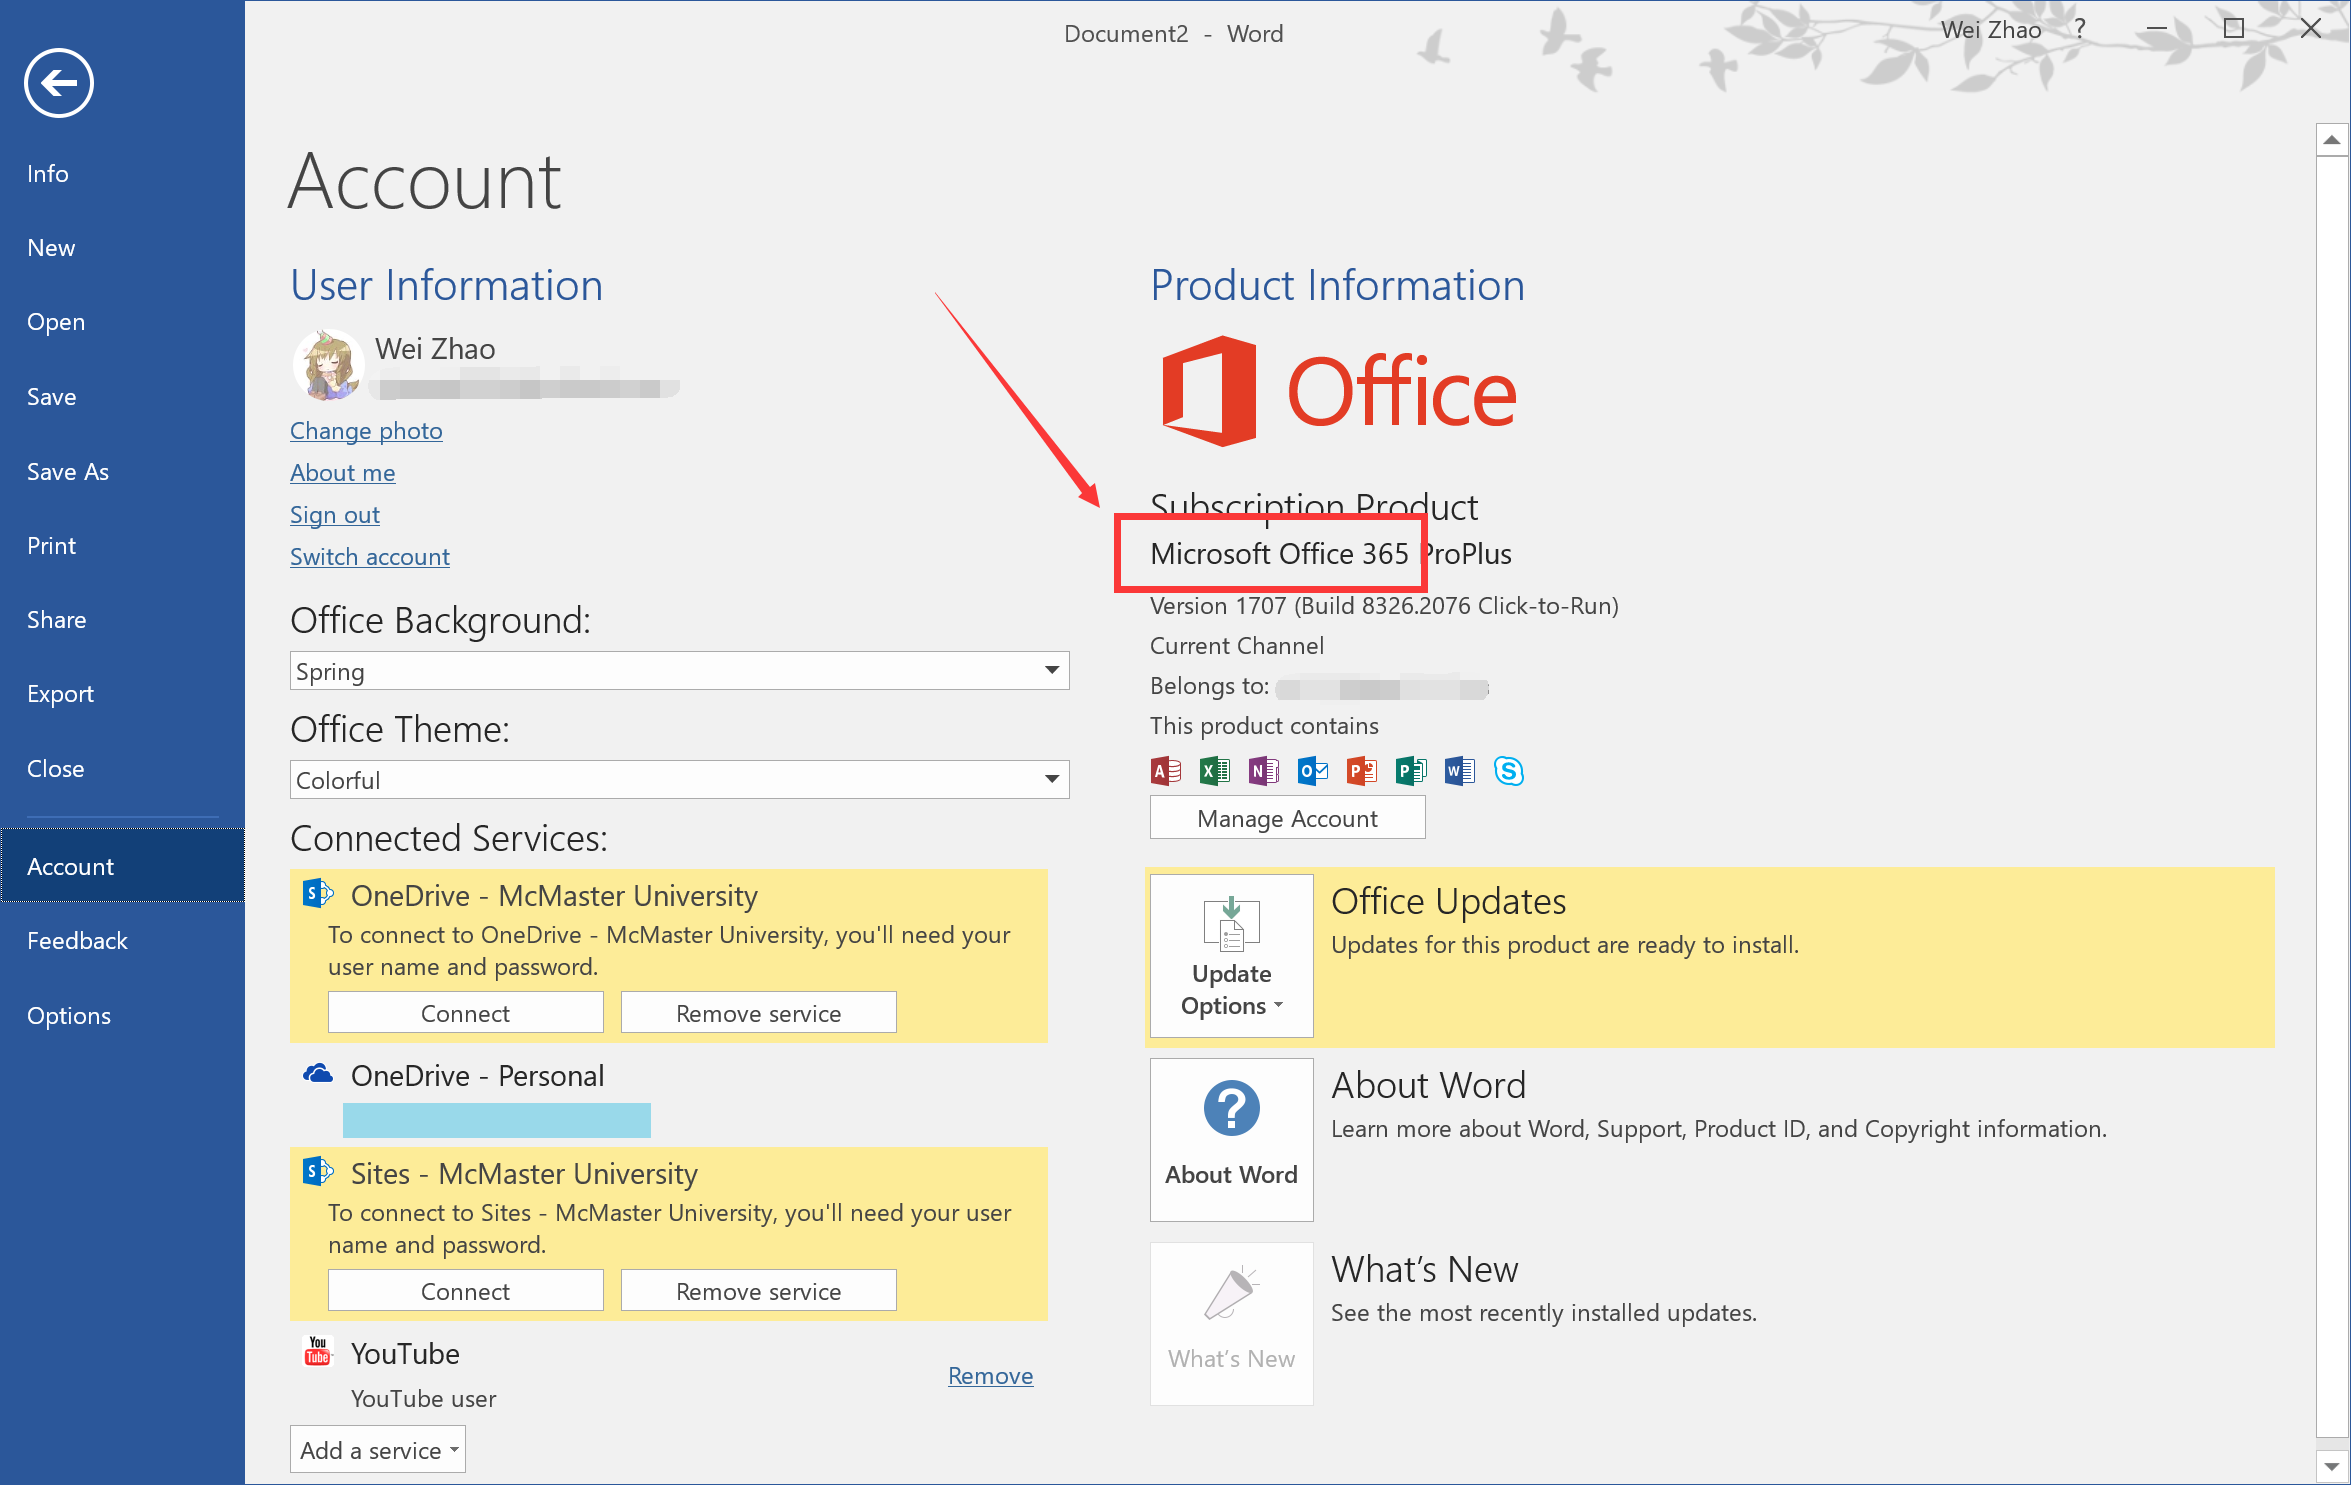 Document2 - Word
Wei Zhao
?
Info
New
Open
Save
Save As
Print
Share
Export
Close
Account
Feedback
Options
Account
User Information
Wei Zhao
Change photo
About me
Sign out
Switch account
Office Background:
Spring
Office Theme:
Colorful
Connected Services:
OneDrive - McMaster University
To connect to OneDrive - McMaster University, you'll need your
user name and password.
Connect
Remove service
OneDrive - Personal
Sites - McMaster University
To connect to Sites - McMaster University, you'll need your user
name and password.
Connect
Remove service
You
Tube
YouTube
YouTube user
Remove
Add a service
Product Information
Office
Subscription Product
Microsoft Office 365 ProPlus
Version 1707 (Build 8326.2076 Click-to-Run)
Current Channel
Belongs to:
This product contains
Manage Account
Update
Options
Office Updates
Updates for this product are ready to install.
About Word
About Word
Learn more about Word, Support, Product ID, and Copyright information.
What's New
What's New
See the most recently installed updates.